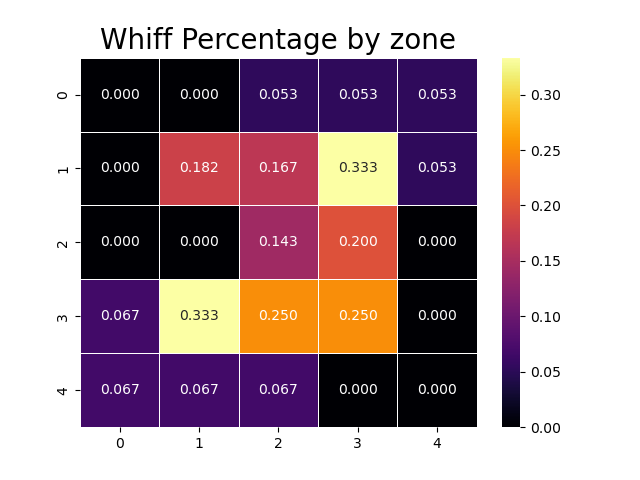 Whiff Percentage by zone
0 0.000 0.000 0.053 0.053 0.053
1 0.000 0.182 0.167 0.333 0.053
2 0.000 0.000 0.143 0.200 0.000
3 0.067 0.333 0.250 0.250 0.000
4 0.067 0.067 0.067 0.000 0.000
0 1 2 3 4
0.30
0.25
0.20
0.15
0.10
0.05
0.00